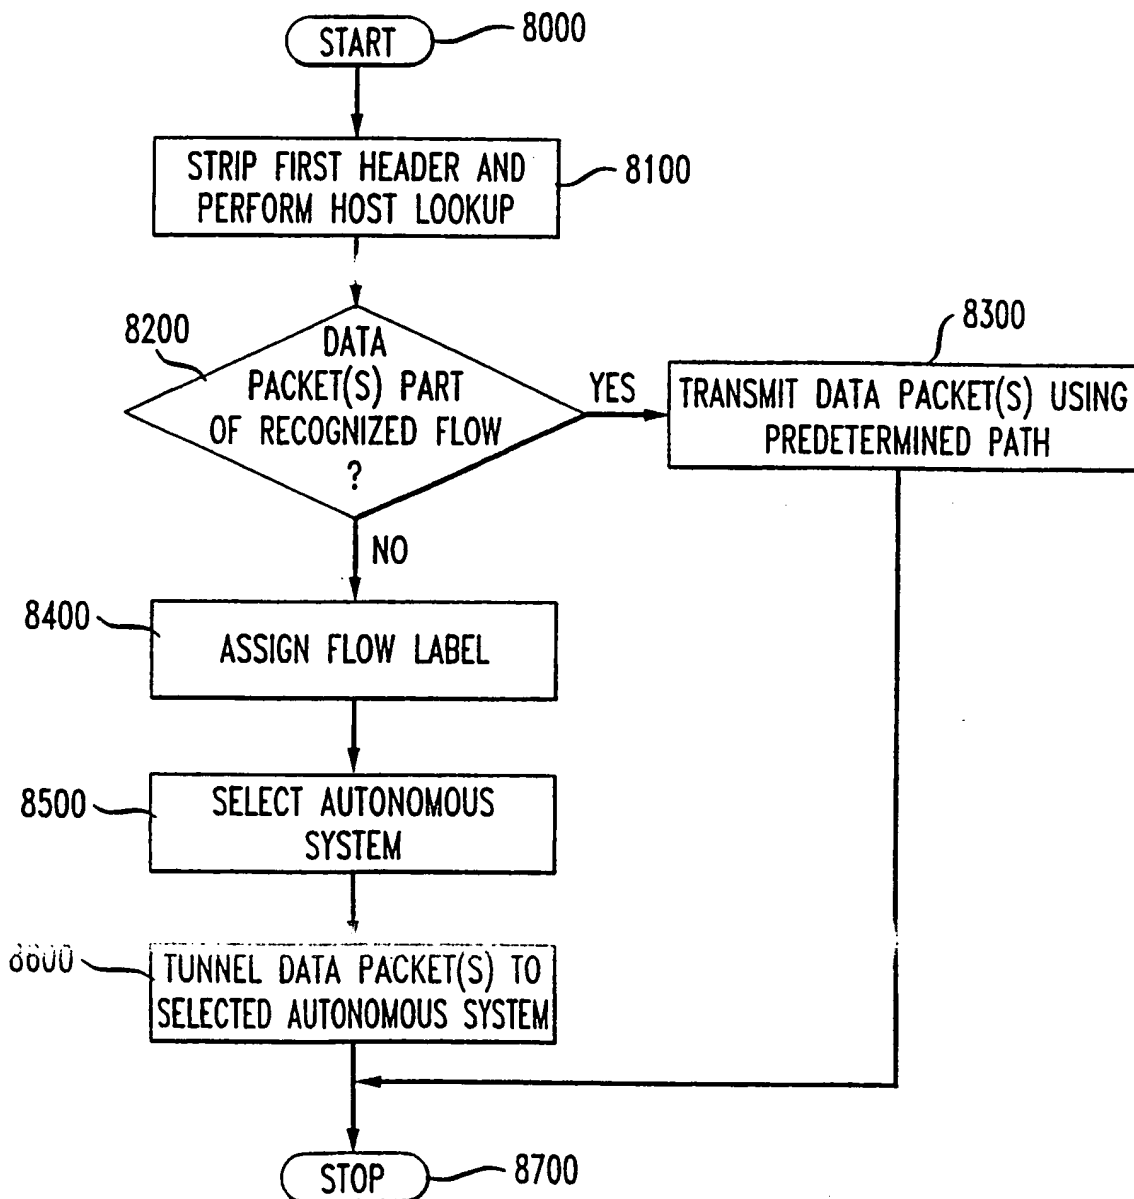 START
8000
STRIP FIRST HEADER AND
PERFORM HOST LOOKUP
8100
8200
DATA
PACKET(S) PART
OF RECOGNIZED FLOW
?
YES
8300
TRANSMIT DATA PACKET(S) USING
PREDETERMINED PATH
NO
8400
ASSIGN FLOW LABEL
8500
SELECT AUTONOMOUS
SYSTEM
8600
TUNNEL DATA PACKET(S) TO
SELECTED AUTONOMOUS SYSTEM
STOP
8700